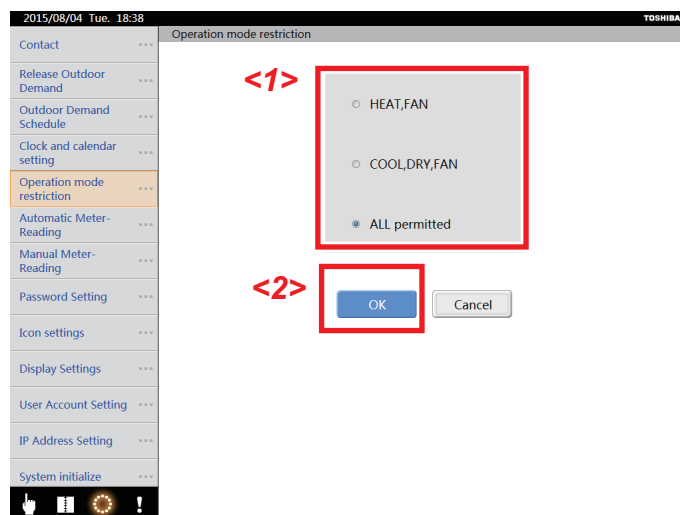 2015/08/04 Tue. 18:38
TOSHIBA
Operation mode restriction
Contact
Release Outdoor
Demand
Outdoor Demand
Schedule
Clock and calendar
setting
Operation mode
restriction
Automatic Meter-
Reading
Manual Meter-
Reading
Password Setting
Icon settings
Display Settings
User Account Setting
IP Address Setting
System initialize
<1>
HEAT,FAN
COOL,DRY,FAN
ALL permitted
<2>
OK
Cancel